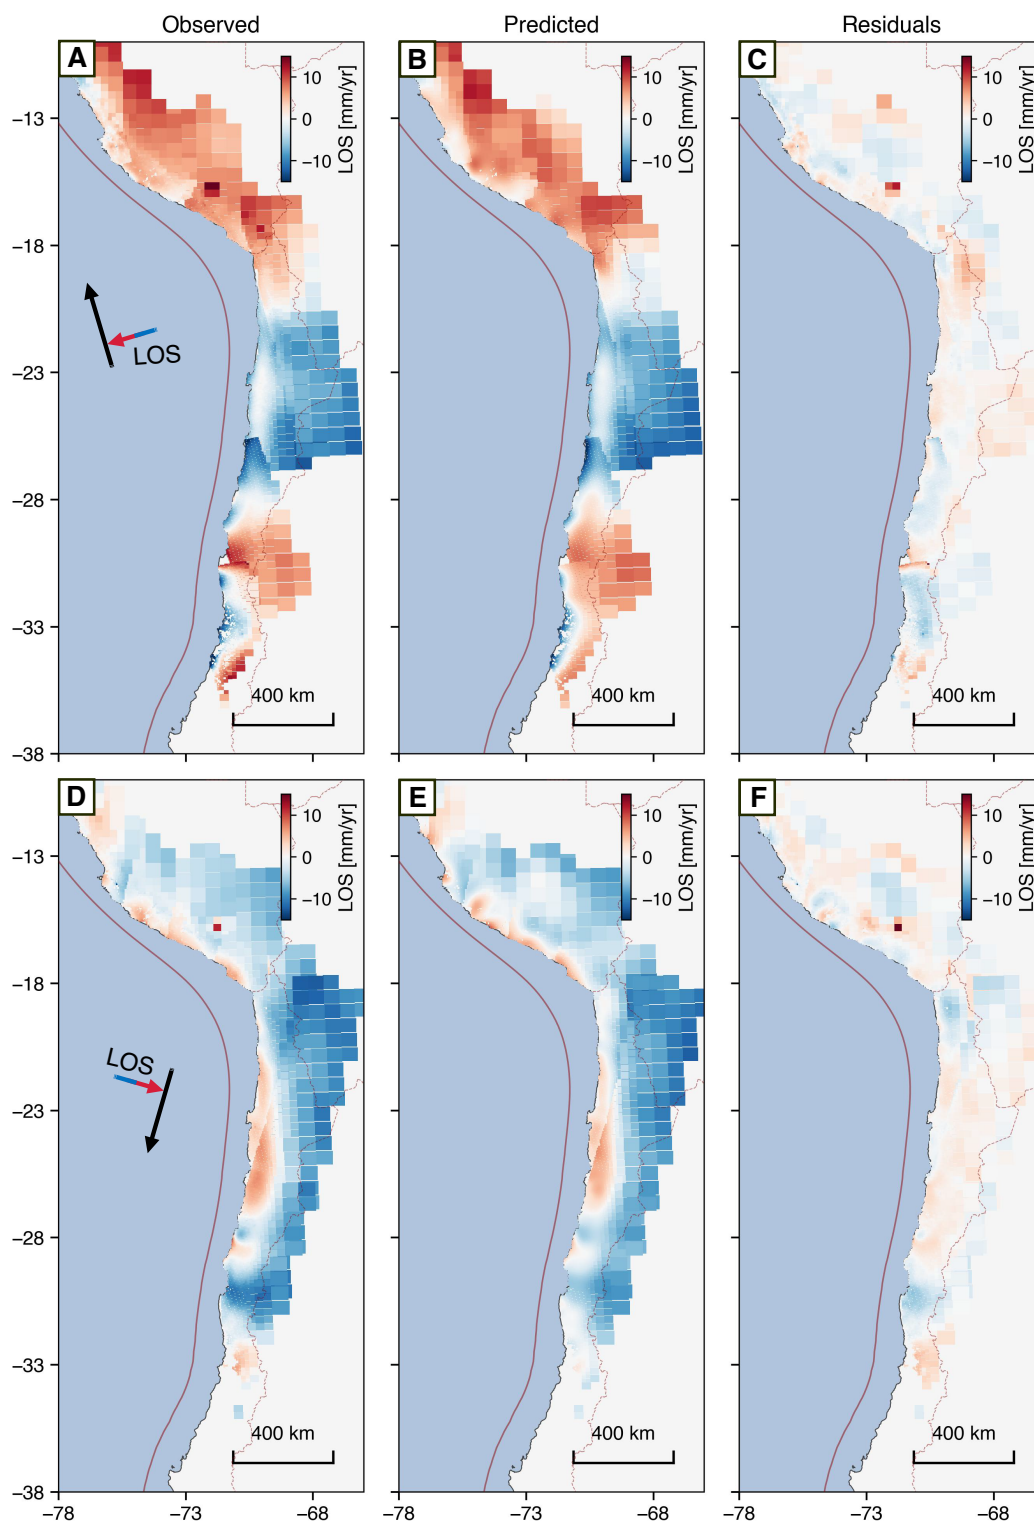 Observed
Predicted
Residuals
A
B
C
10
0
−10
LOS [mm/yr]
10
0
−10
LOS [mm/yr]
10
0
−10
LOS [mm/yr]
−13
−18
−23
−28
−33
−38
LOS
400 km
400 km
400 km
D
E
F
10
0
−10
LOS [mm/yr]
10
0
−10
LOS [mm/yr]
10
0
−10
LOS [mm/yr]
−13
−18
−23
−28
−33
−38
LOS
400 km
400 km
400 km
−78
−73
−68
−78
−73
−68
−78
−73
−68